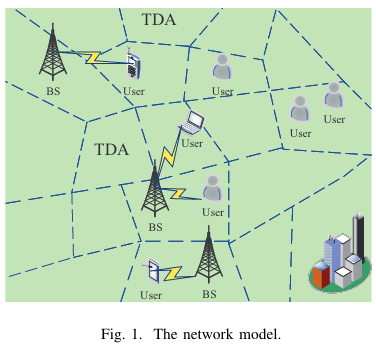 TDA
BS
User
User
User
User
User
TDA
User
BS
User
BS
Fig. 1. The network model.